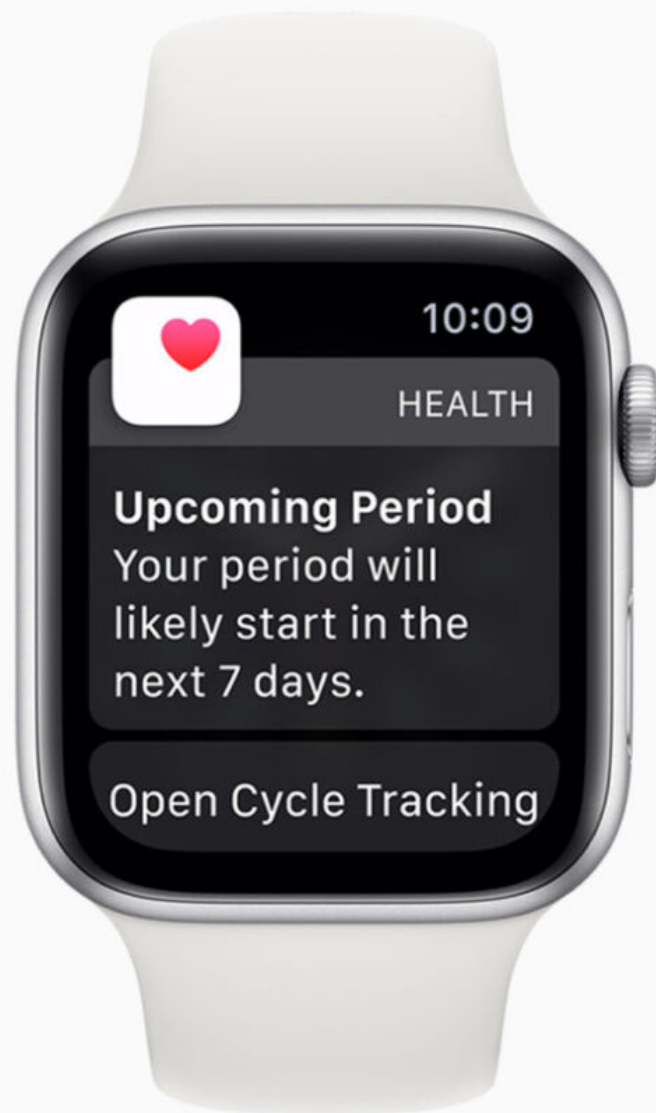 10:09
HEALTH
Upcoming Period
Your period will
likely start in the
next 7 days.
Open Cycle Tracking